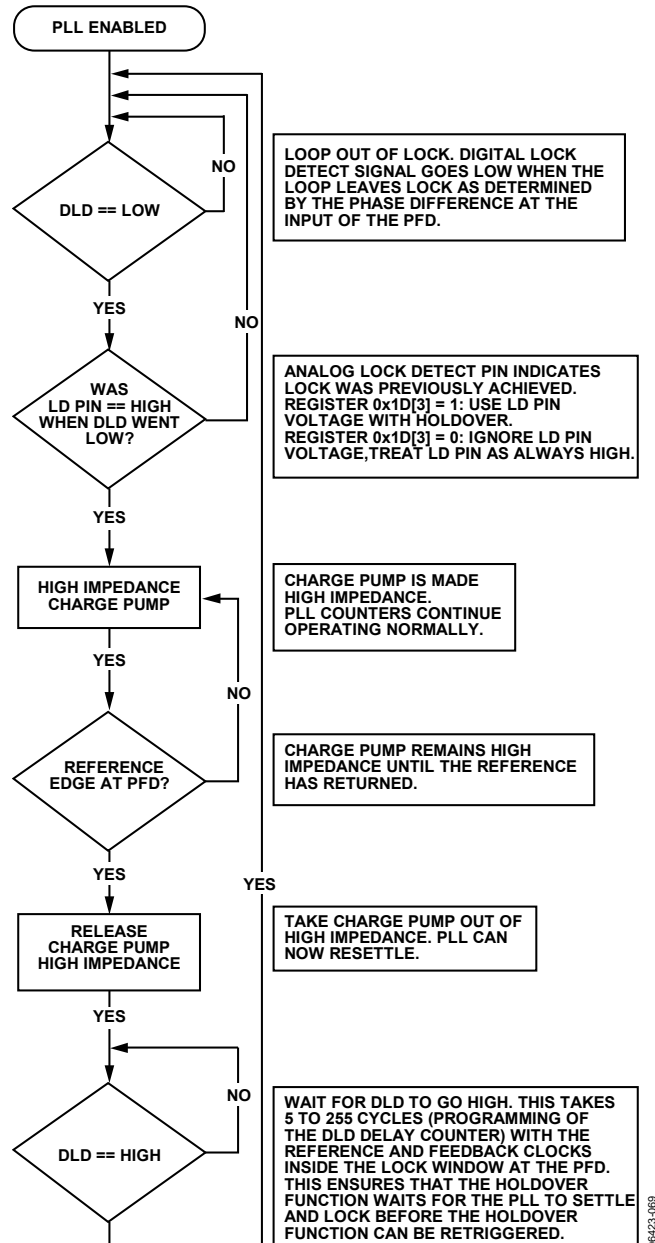 PLL ENABLED
NO
DLD == LOW
LOOP OUT OF LOCK. DIGITAL LOCK
DETECT SIGNAL GOES LOW WHEN THE
LOOP LEAVES LOCK AS DETERMINED
BY THE PHASE DIFFERENCE AT THE
INPUT OF THE PFD.
YES
NO
WAS
LD PIN == HIGH
WHEN DLD WENT
LOW?
ANALOG LOCK DETECT PIN INDICATES
LOCK WAS PREVIOUSLY ACHIEVED.
REGISTER 0x1D[3] = 1: USE LD PIN
VOLTAGE WITH HOLDOVER.
REGISTER 0x1D[3] = 0: IGNORE LD PIN
VOLTAGE,TREAT LD PIN AS ALWAYS HIGH.
YES
HIGH IMPEDANCE
CHARGE PUMP
CHARGE PUMP IS MADE
HIGH IMPEDANCE.
PLL COUNTERS CONTINUE
OPERATING NORMALLY.
YES
NO
REFERENCE
EDGE AT PFD?
CHARGE PUMP REMAINS HIGH
IMPEDANCE UNTIL THE REFERENCE
HAS RETURNED.
YES
YES
RELEASE
CHARGE PUMP
HIGH IMPEDANCE
TAKE CHARGE PUMP OUT OF
HIGH IMPEDANCE. PLL CAN
NOW RESETTLE.
YES
NO
DLD == HIGH
WAIT FOR DLD TO GO HIGH. THIS TAKES
5 TO 255 CYCLES (PROGRAMMING OF
THE DLD DELAY COUNTER) WITH THE
REFERENCE AND FEEDBACK CLOCKS
INSIDE THE LOCK WINDOW AT THE PFD.
THIS ENSURES THAT THE HOLDOVER
FUNCTION WAITS FOR THE PLL TO SETTLE
AND LOCK BEFORE THE HOLDOVER
FUNCTION CAN BE RETRIGGERED.
06423-069